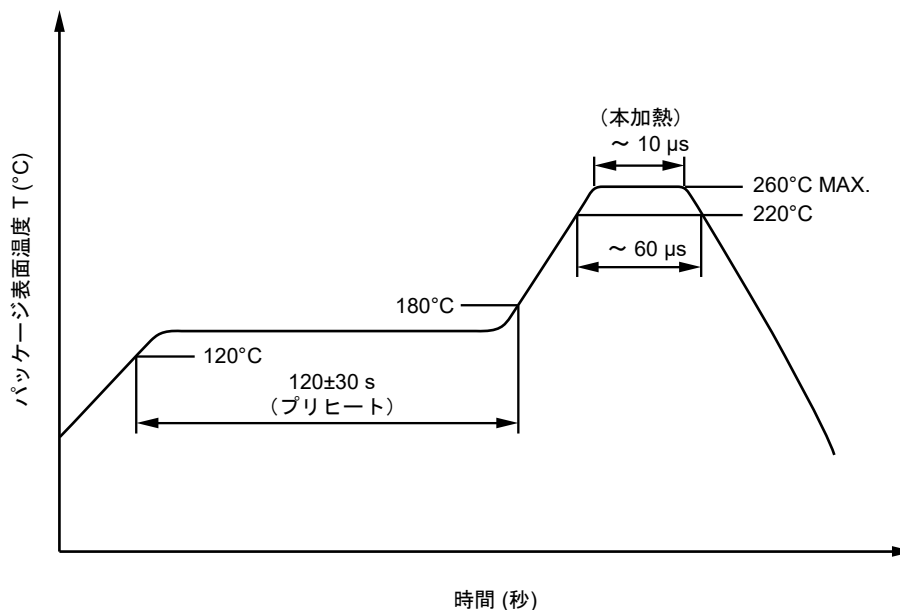 (本加熱)
～ 10 µs
260°C MAX.
220°C
～ 60 µs
180°C
120°C
120±30 s
(プリヒート)
パッケージ表面温度 T (°C)
時間 (秒)